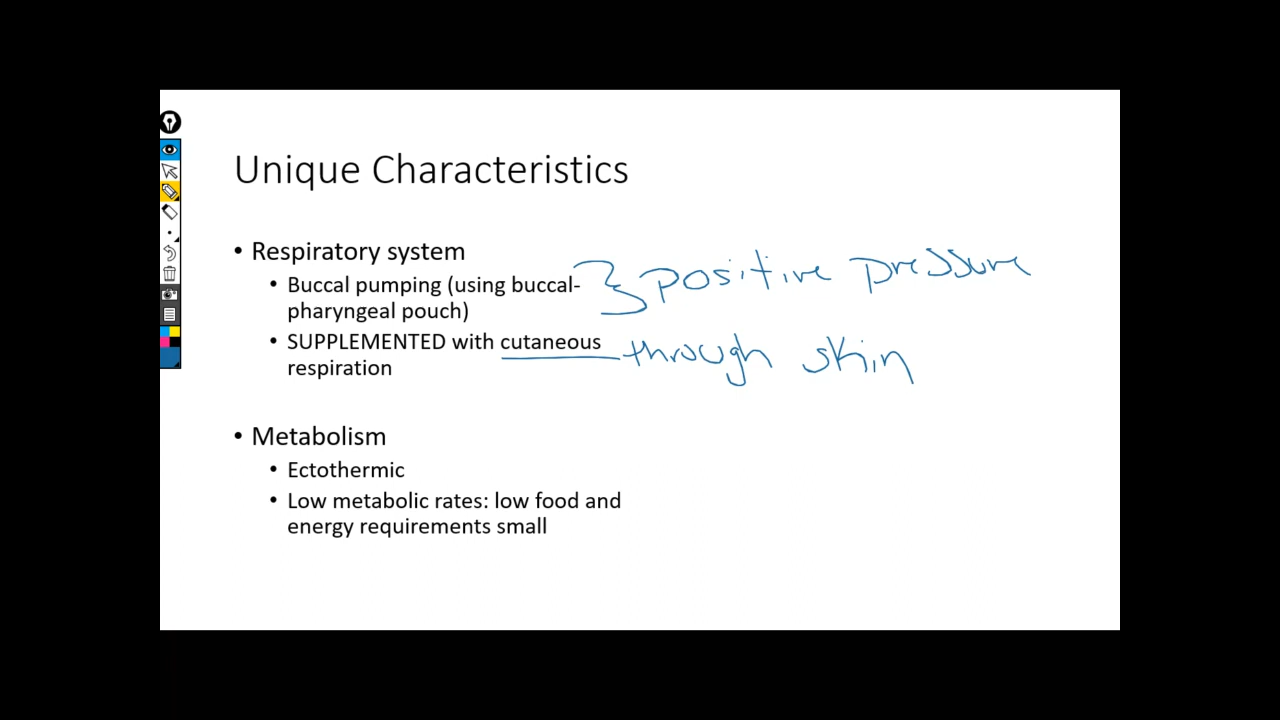 Unique Characteristics
• Respiratory system
• Buccal pumping (using buccal-
pharyngeal pouch)
positive pressure
• SUPPLEMENTED with cutaneous
respiration
through skin
• Metabolism
• Ectothermic
• Low metabolic rates: low food and
energy requirements small